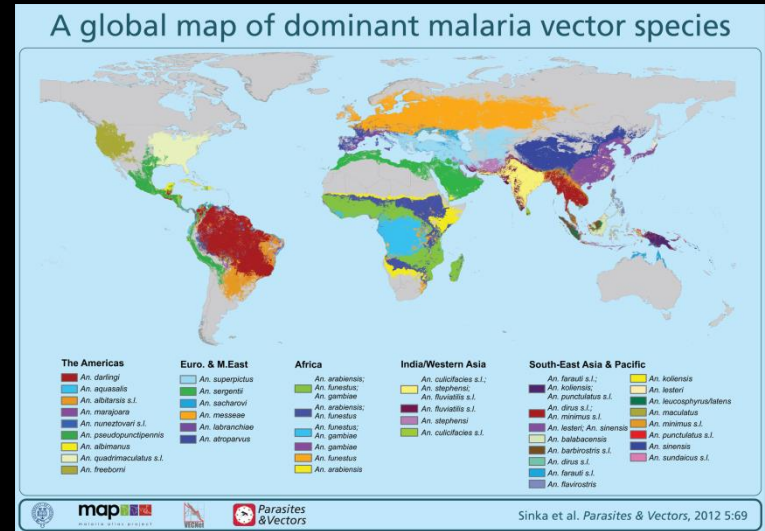 A global map of dominant malaria vector species
The Americas
An. darlingi
An. aquasalis
An. albitarsis s.l.
An. marajoara
An. nuneztovari s.l.
An. pseudopunctipennis
An. albimanus
An. quadrimaculatus s.l.
An. freeborni
Euro. & M.East
An. superpictus
An. sergentii
An. sacharovi
An. messeae
An. labranchiae
An. atroparvus
Africa
An. arabiensis;
An. funestus;
An. gambiae
An. arabiensis;
An. funestus
An. funestus;
An. gambiae
An. gambiae
An. funestus
An. arabiensis
India/Western Asia
An. culicifacies s.l.;
An. stephensi;
An. fluviatilis s.l.
An. fluviatilis s.l.
An. stephensi
An. culicifacies s.l.
South-East Asia & Pacific
An. farauti s.l.;
An. koliensis;
An. punctulatus s.l.
An. dirus s.l.;
An. minimus s.l.
An. lesteri; An. sinensis
An. balabacensis
An. barbirostris s.l.
An. dirus s.l.
An. farauti s.l.
An. flavirostris
An. koliensis
An. lesteri
An. leucosphyrus/latens
An. maculatus
An. minimus s.l.
An. punctulatus s.l.
An. sinensis
An. sundaicus s.l.
map
malaria atlas project
VECNet
Parasites
&Vectors
Sinka et al. Parasites & Vectors, 2012 5:69